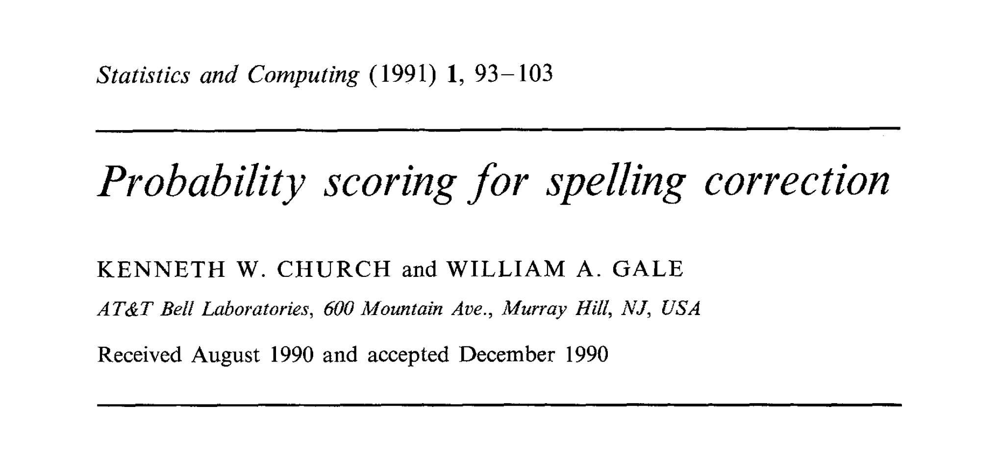 Statistics and Computing (1991) 1, 93–103
Probability scoring for spelling correction
KENNETH W. CHURCH and WILLIAM A. GALE
AT&T Bell Laboratories, 600 Mountain Ave., Murray Hill, NJ, USA
Received August 1990 and accepted December 1990